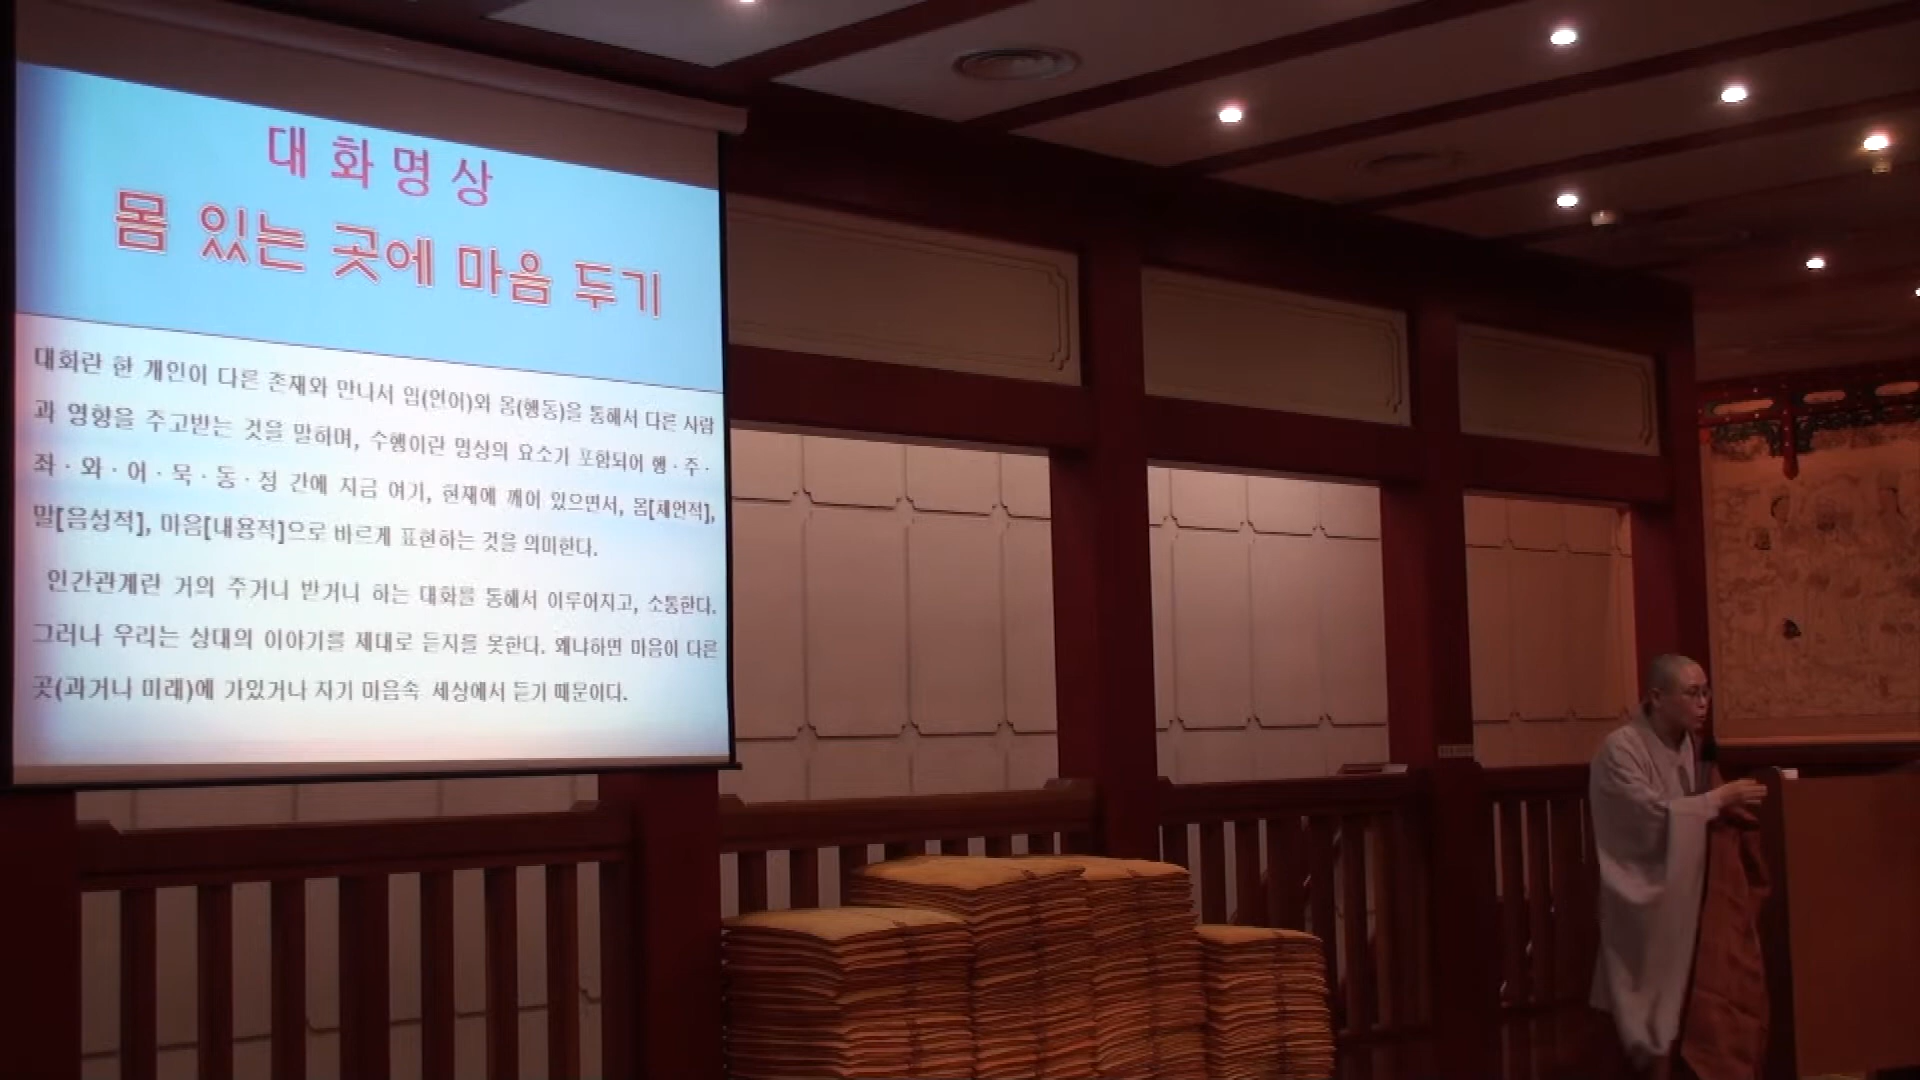 대화명상
몸 있는 곳에 마음 두기
대화란 한 개인이 다른 존재와 만나서 입(언어)와 몸(행동)을 통해서 다른 사람
과 영향을 주고받는 것을 말하며, 수행이란 명상의 요소가 포함되어 행·주·
좌·와·어·묵·동·정 간에 지금 여기, 현재에 깨어 있으면서, 몸[체언적],
말[음성적], 마음[내용적]으로 바르게 표현하는 것을 의미한다.
인간관계란 거의 주거니 받거니 하는 대화를 통해서 이루어지고, 소통한다.
그러나 우리는 상대의 이야기를 제대로 듣지를 못한다. 왜냐하면 마음이 다른
곳(과거나 미래)에 가있거나 자기 마음속 세상에서 듣기 때문이다.